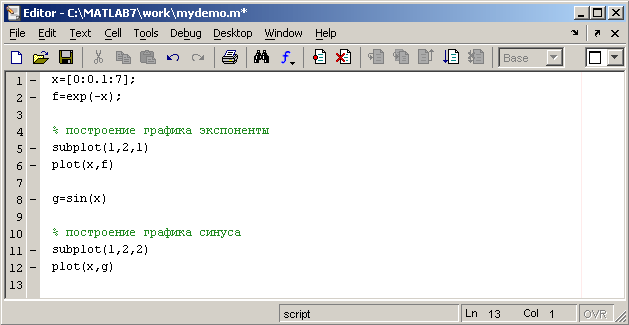 Editor - C:\MATLAB7\work\mydemo.m*
File Edit Text Cell Tools Debug Desktop Window Help
Base
1 – x=[0:0.1:7];
2 – f=exp(-x);
3
4 % построение графика экспоненты
5 – subplot(1,2,1)
6 – plot(x,f)
7
8 – g=sin(x)
9
10 % построение графика синуса
11 – subplot(1,2,2)
12 – plot(x,g)
13
script Ln 13 Col 1 OVR